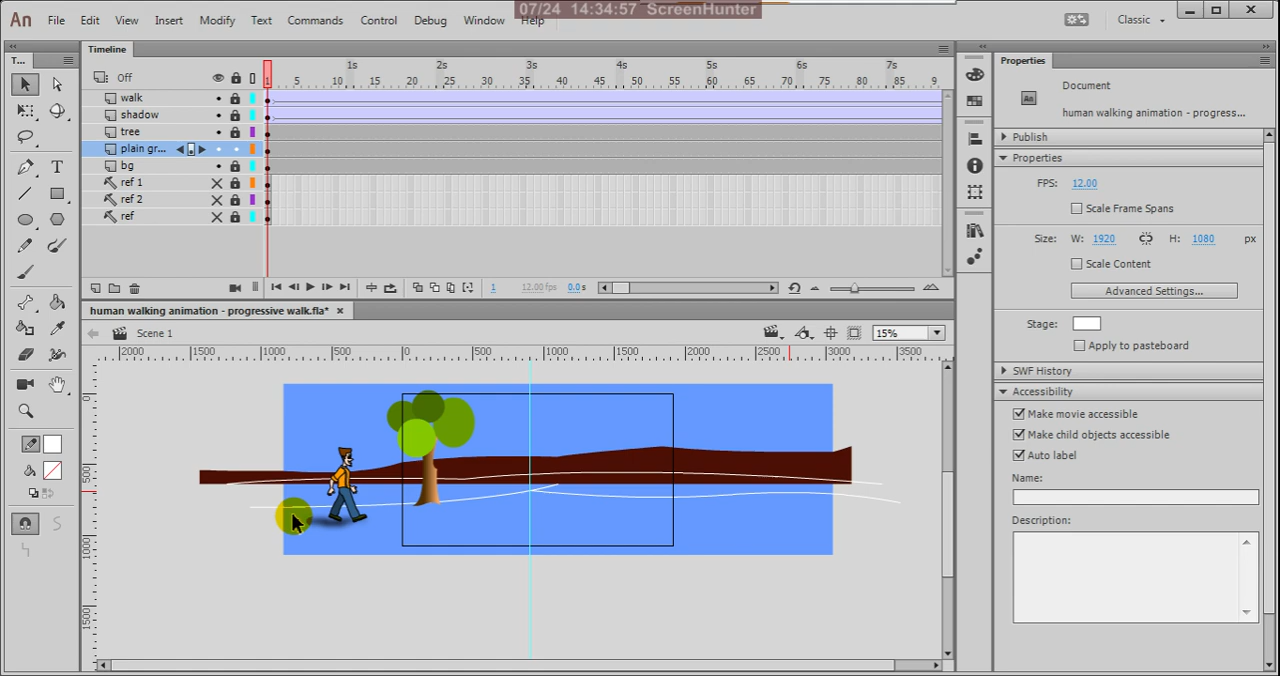 07/24 14:34:57 ScreenHunter
An File Edit View Insert Modify Text Commands Control Debug Window Help Classic
T...
Timeline
Properties
Off
1s 2s 3s 4s 5s 6s 7s
1 5 10 15 20 25 30 35 40 45 50 55 60 65 70 75 80 85 9
walk
shadow
tree
plain gr...
bg
ref 1
ref 2
ref
1 12.00 fps 0.0 s
human walking animation - progressive walk.fla*
Scene 1
15%
2000 1500 1000 500 0 500 1000 1500 2000 2500 3000 3500
0
500
1000
1500
Document
An
human walking animation - progress...
Publish
Properties
FPS: 12.00
Scale Frame Spans
Size: W: 1920 H: 1080 px
Scale Content
Advanced Settings...
Stage:
Apply to pasteboard
SWF History
Accessibility
Make movie accessible
Make child objects accessible
Auto label
Name:
Description: